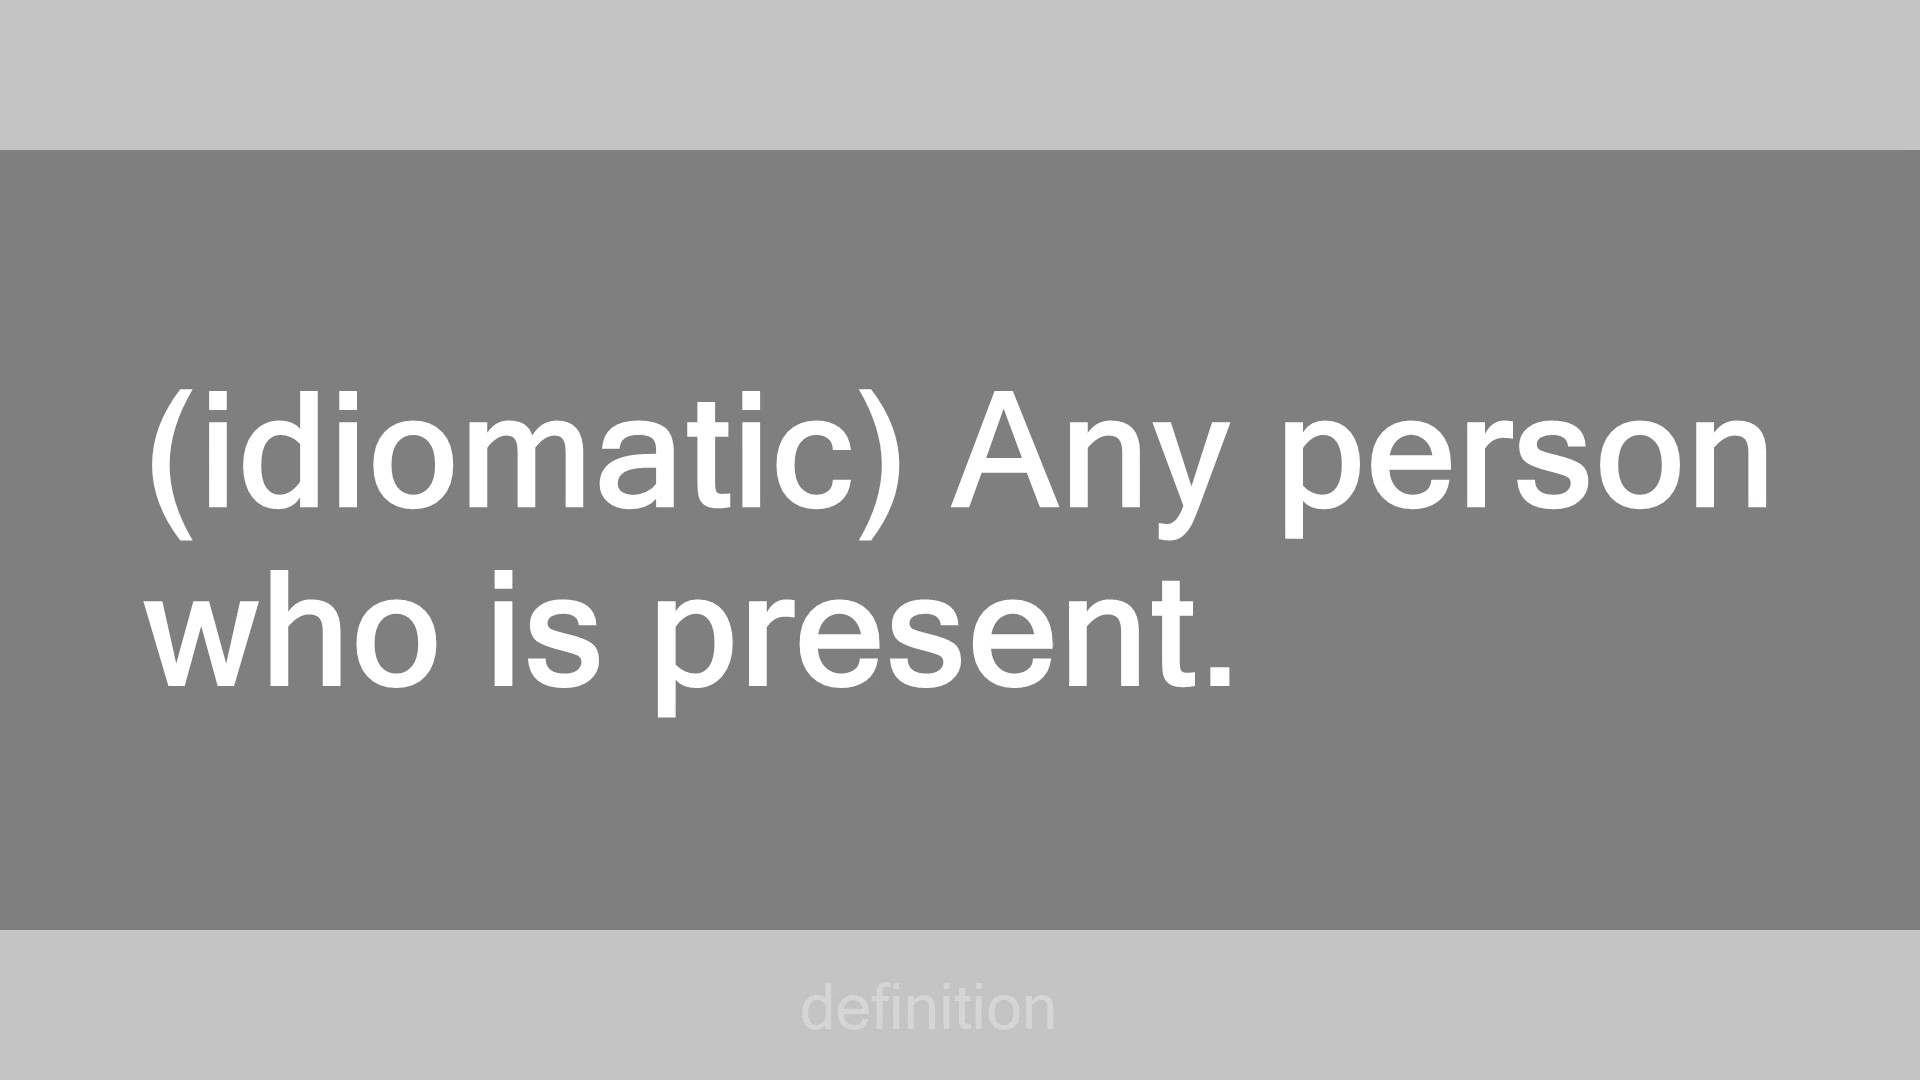 (idiomatic) Any person
who is present.
definition